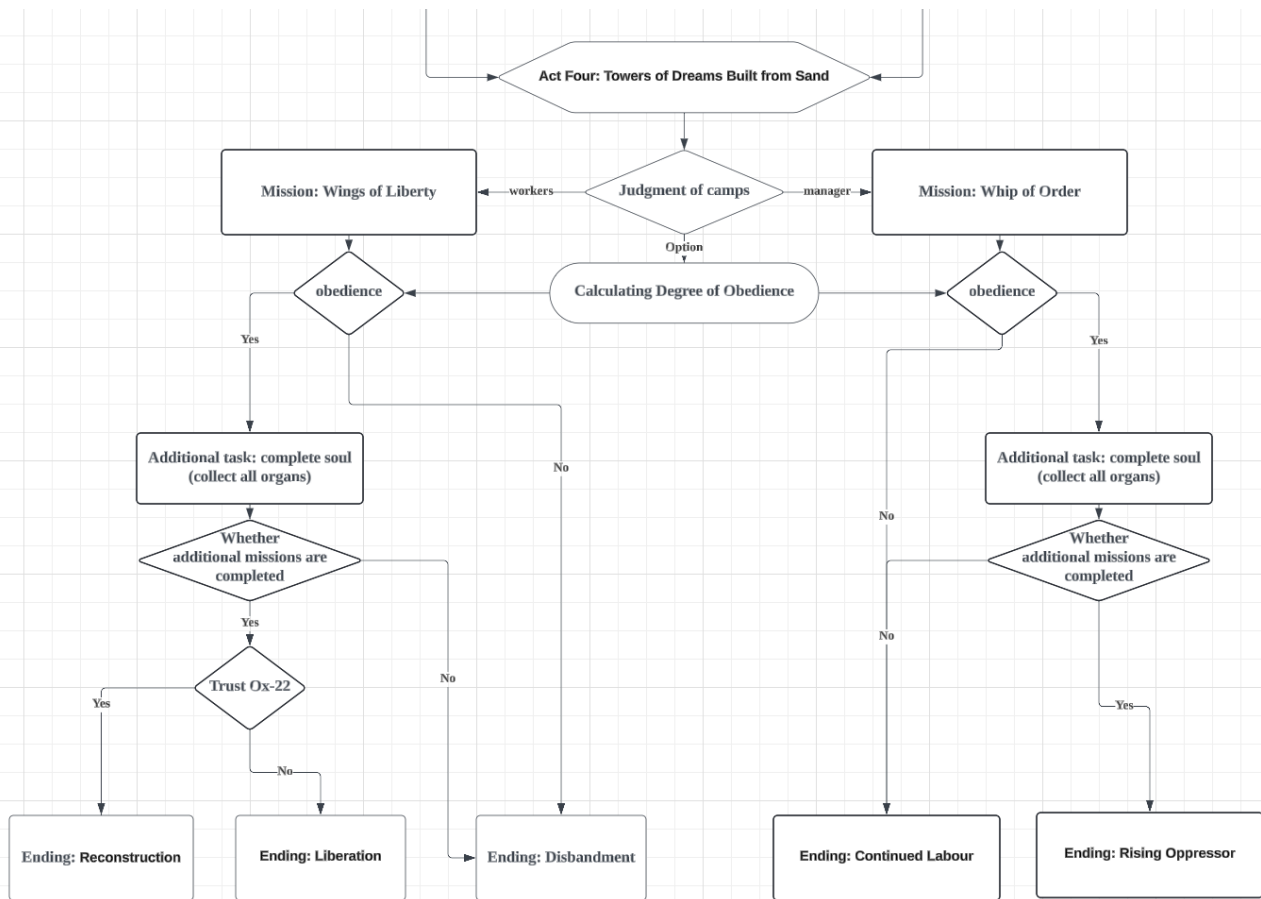 Act Four: Towers of Dreams Built from Sand
Mission: Wings of Liberty
workers
Judgment of camps
manager
Mission: Whip of Order
Option
obedience
Calculating Degree of Obedience
obedience
Yes
Yes
Additional task: complete soul
(collect all organs)
No
Additional task: complete soul
(collect all organs)
No
Whether
additional missions are
completed
Whether
additional missions are
completed
Yes
No
Trust Ox-22
No
Yes
Yes
No
Ending: Reconstruction
Ending: Liberation
Ending: Disbandment
Ending: Continued Labour
Ending: Rising Oppressor